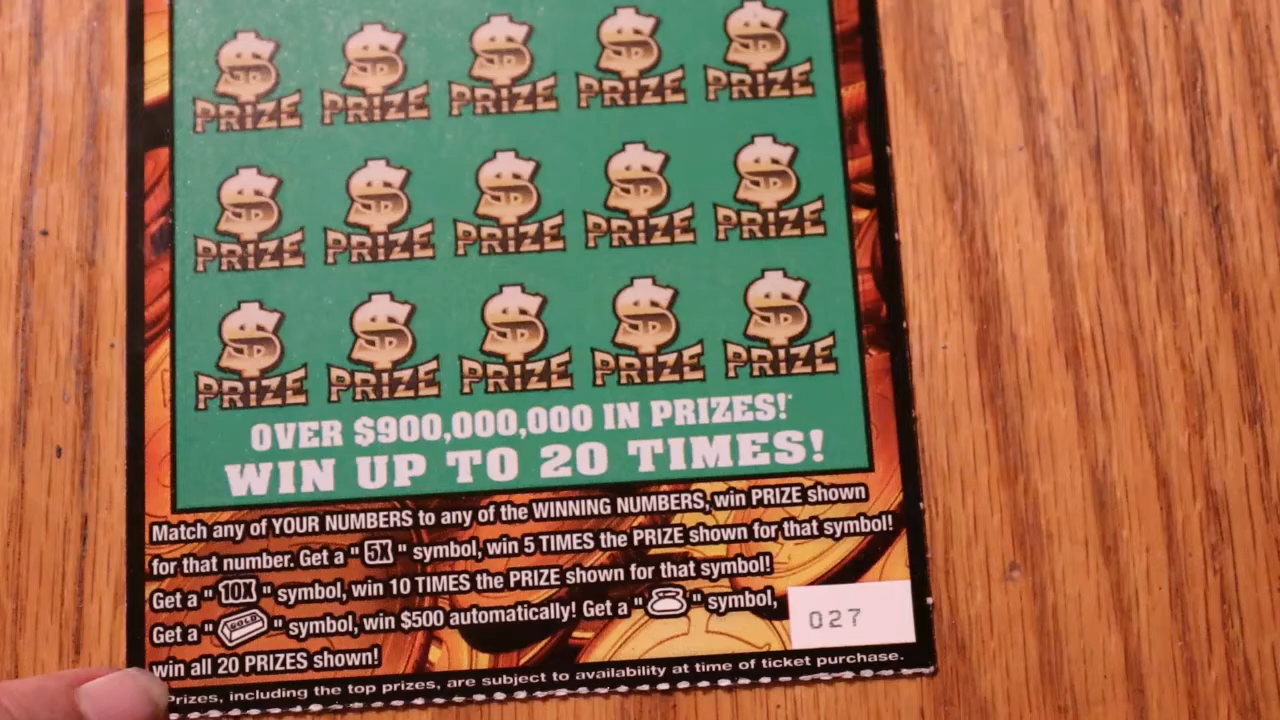 PRIZE PRIZE PRIZE PRIZE PRIZE
PRIZE PRIZE PRIZE PRIZE PRIZE
PRIZE PRIZE PRIZE PRIZE PRIZE
OVER $900,000,000 IN PRIZES!*
WIN UP TO 20 TIMES!
Match any of YOUR NUMBERS to any of the WINNING NUMBERS, win PRIZE shown
for that number. Get a "5X" symbol, win 5 TIMES the PRIZE shown for that symbol!
Get a "10X" symbol, win 10 TIMES the PRIZE shown for that symbol!
Get a "GOLD" symbol, win $500 automatically! Get a " " symbol,
win all 20 PRIZES shown!
027
Prizes, including the top prizes, are subject to availability at time of ticket purchase.